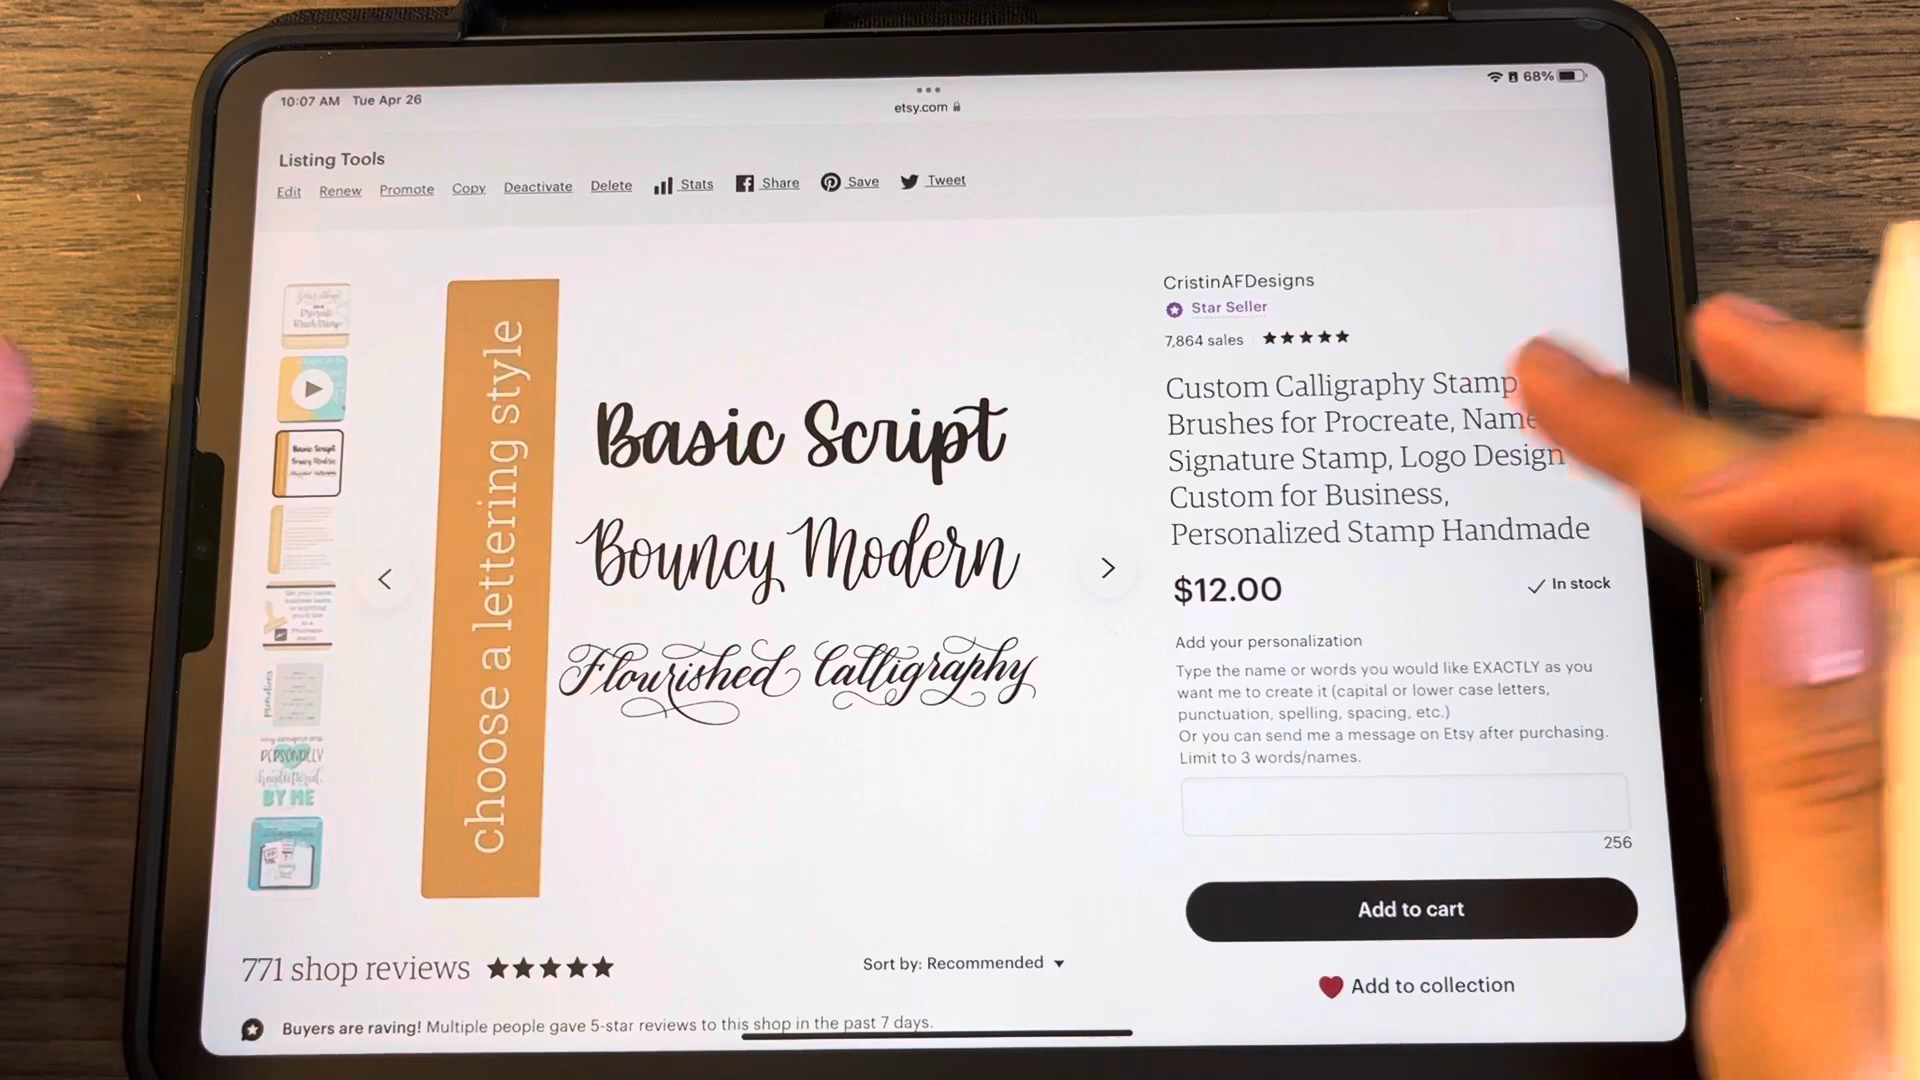 10:07 AM Tue Apr 26
etsy.com
68%
Listing Tools
Edit Renew Promote Copy Deactivate Delete Stats Share Save Tweet
choose a lettering style
Basic Script
Bouncy Modern
Flourished Calligraphy
CristinAFDesigns
Star Seller
7,864 sales
Custom Calligraphy Stamp
Brushes for Procreate, Name
Signature Stamp, Logo Design
Custom for Business,
Personalized Stamp Handmade
$12.00
In stock
Add your personalization
Type the name or words you would like EXACTLY as you
want me to create it (capital or lower case letters,
punctuation, spelling, spacing, etc.)
Or you can send me a message on Etsy after purchasing.
Limit to 3 words/names.
256
Add to cart
Add to collection
Basic Script
Bouncy Modern
PERSONALLY
handlettered
BY ME
771 shop reviews
Sort by: Recommended
Buyers are raving! Multiple people gave 5-star reviews to this shop in the past 7 days.